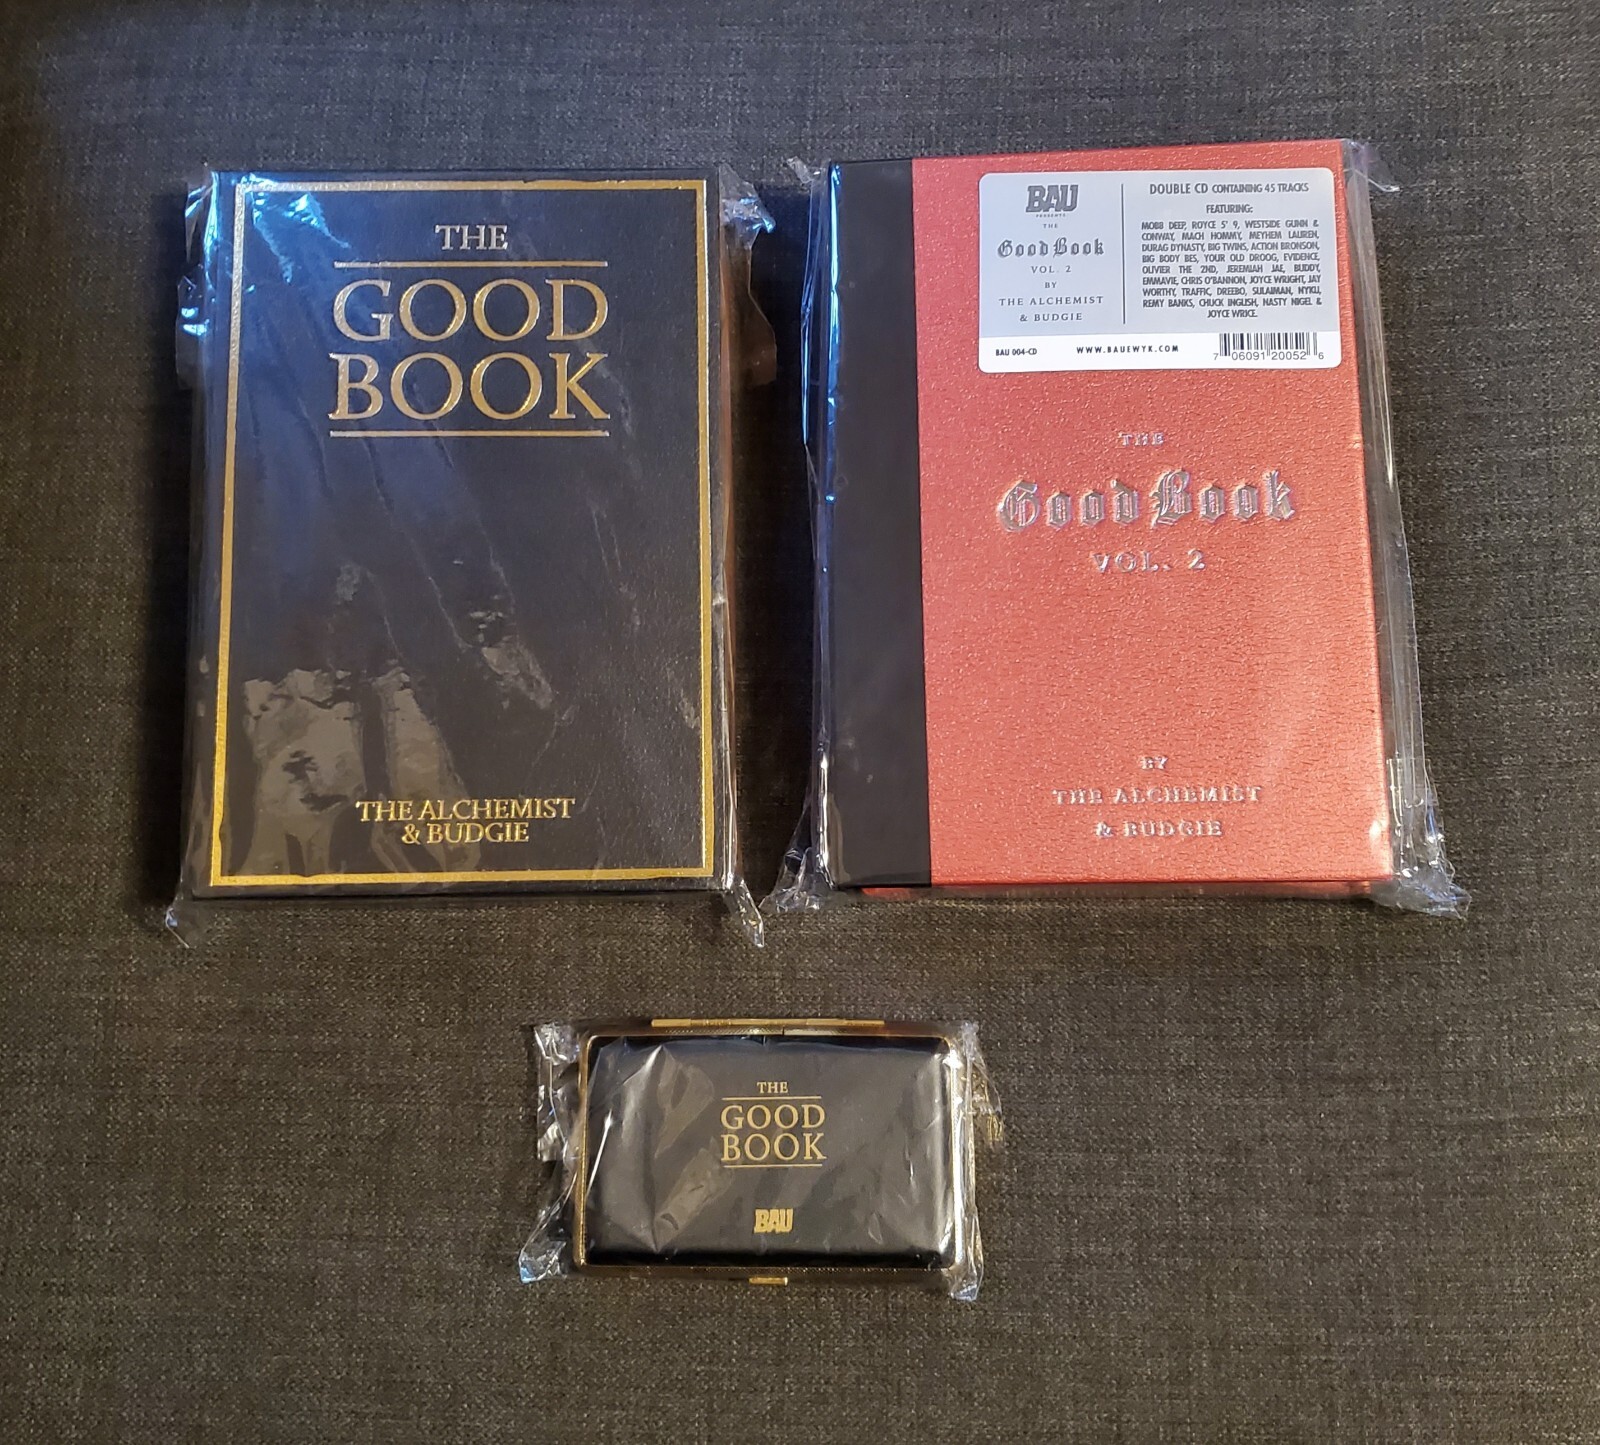 THE
GOOD
BOOK
THE ALCHEMIST
& BUDGIE
BAU
PRESENTS
THE
Good Book
VOL. 2
BY
THE ALCHEMIST
& BUDGIE
DOUBLE CD CONTAINING 45 TRACKS
FEATURING:
MOBB DEEP, ROYCE 5' 9, WESTSIDE GUNN &
CONWAY, MACH HOMMY, MEYHEM LAUREN,
DURAG DYNASTY, BIG TWINS, ACTION BRONSON,
BIG BODY BES, YOUR OLD DROOG, EVIDENCE,
OLIVIER THE 2ND, JEREMIAH JAE, BUDDY,
EMMAVIE, CHRIS O'BANNON, JOYCE WRIGHT, JAY
WORTHY, TRAFFIC, DREEBO, SULAIMAN, NYKU,
REMY BANKS, CHUCK INGLISH, NASTY NIGEL &
JOYCE WRICE.
BAU 004-CD
WWW.BAUEWYK.COM
7 06091 20052 6
THE
Good Book
VOL. 2
BY
THE ALCHEMIST
& BUDGIE
THE
GOOD
BOOK
BAU